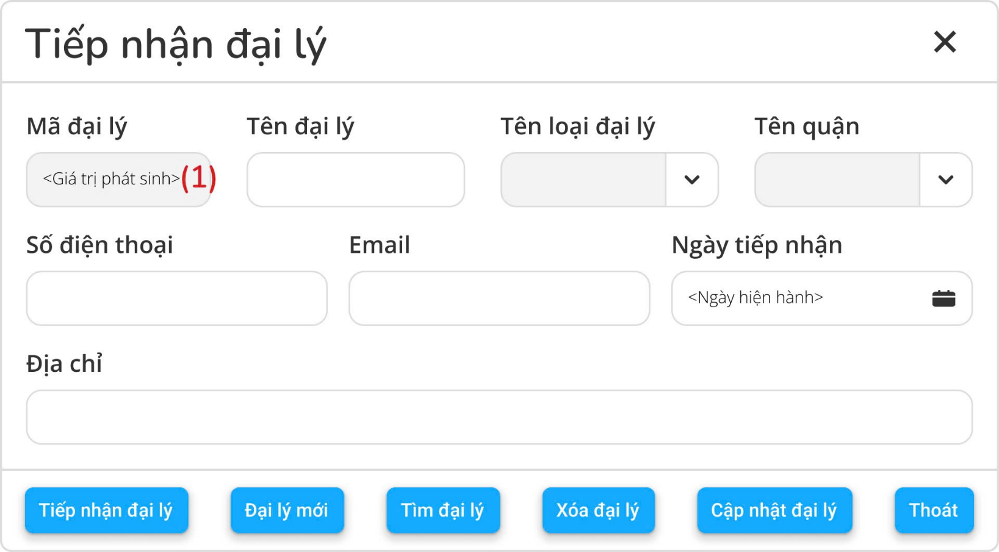 Tiếp nhận đại lý
Mã đại lý
Tên đại lý
Tên loại đại lý
Tên quận
<Giá trị phát sinh>(1)
Số điện thoại
Email
Ngày tiếp nhận
<Ngày hiện hành>
Địa chỉ
Tiếp nhận đại lý
Đại lý mới
Tìm đại lý
Xóa đại lý
Cập nhật đại lý
Thoát